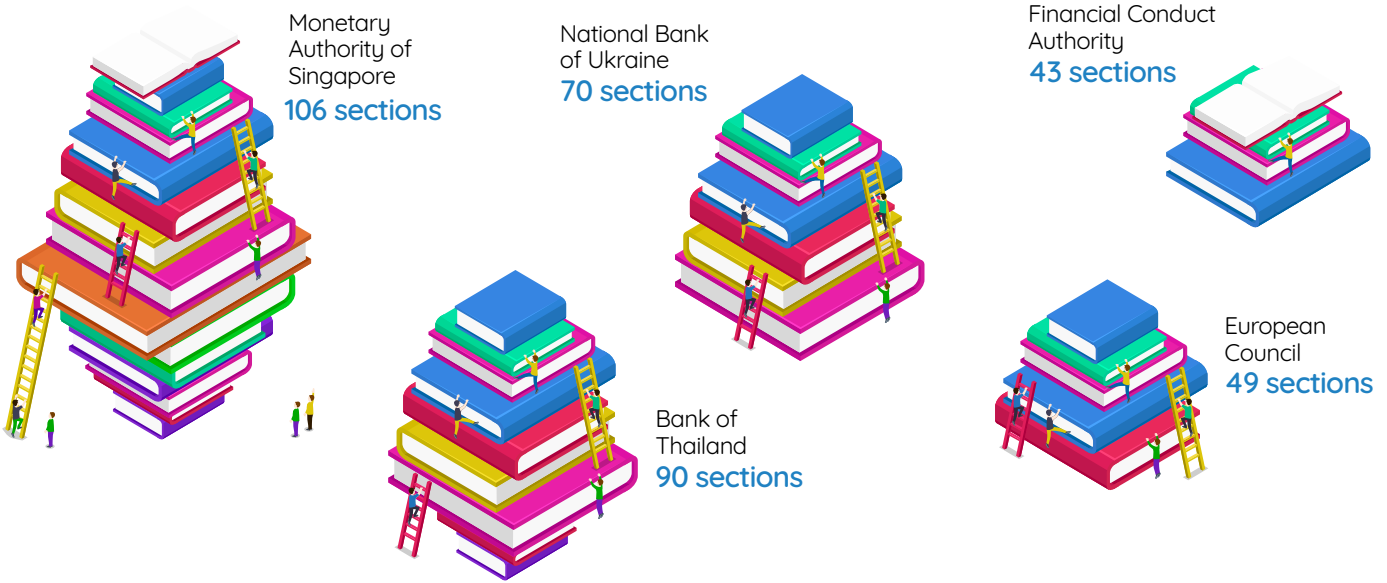 Monetary
Authority of
Singapore
106 sections
National Bank
of Ukraine
70 sections
Financial Conduct
Authority
43 sections
Bank of
Thailand
90 sections
European
Council
49 sections